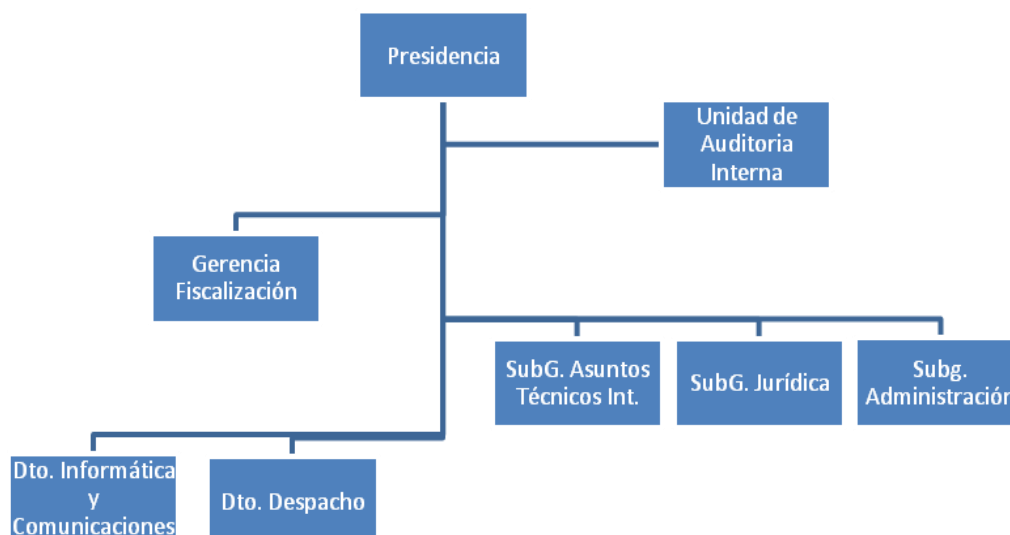 Presidencia
Unidad de
Auditoria
Interna
Gerencia
Fiscalización
SubG. Asuntos
Técnicos Int.
SubG. Jurídica
Subg.
Administración
Dto. Informática
y
Comunicaciones
Dto. Despacho